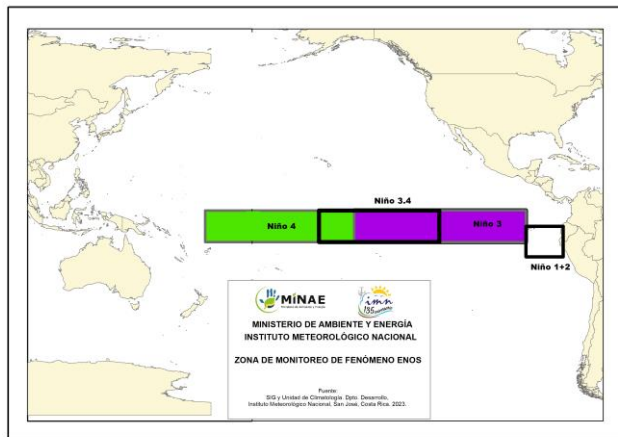 Niño 3.4
Niño 4
Niño 3
Niño 1+2
MINAE
imn
135
MINISTERIO DE AMBIENTE Y ENERGÍA
INSTITUTO METEOROLÓGICO NACIONAL
ZONA DE MONITOREO DE FENÓMENO ENOS
Fuente:
SIG y Unidad de Climatología. Dpto. Desarrollo,
Instituto Meteorológico Nacional, San José, Costa Rica. 2023.